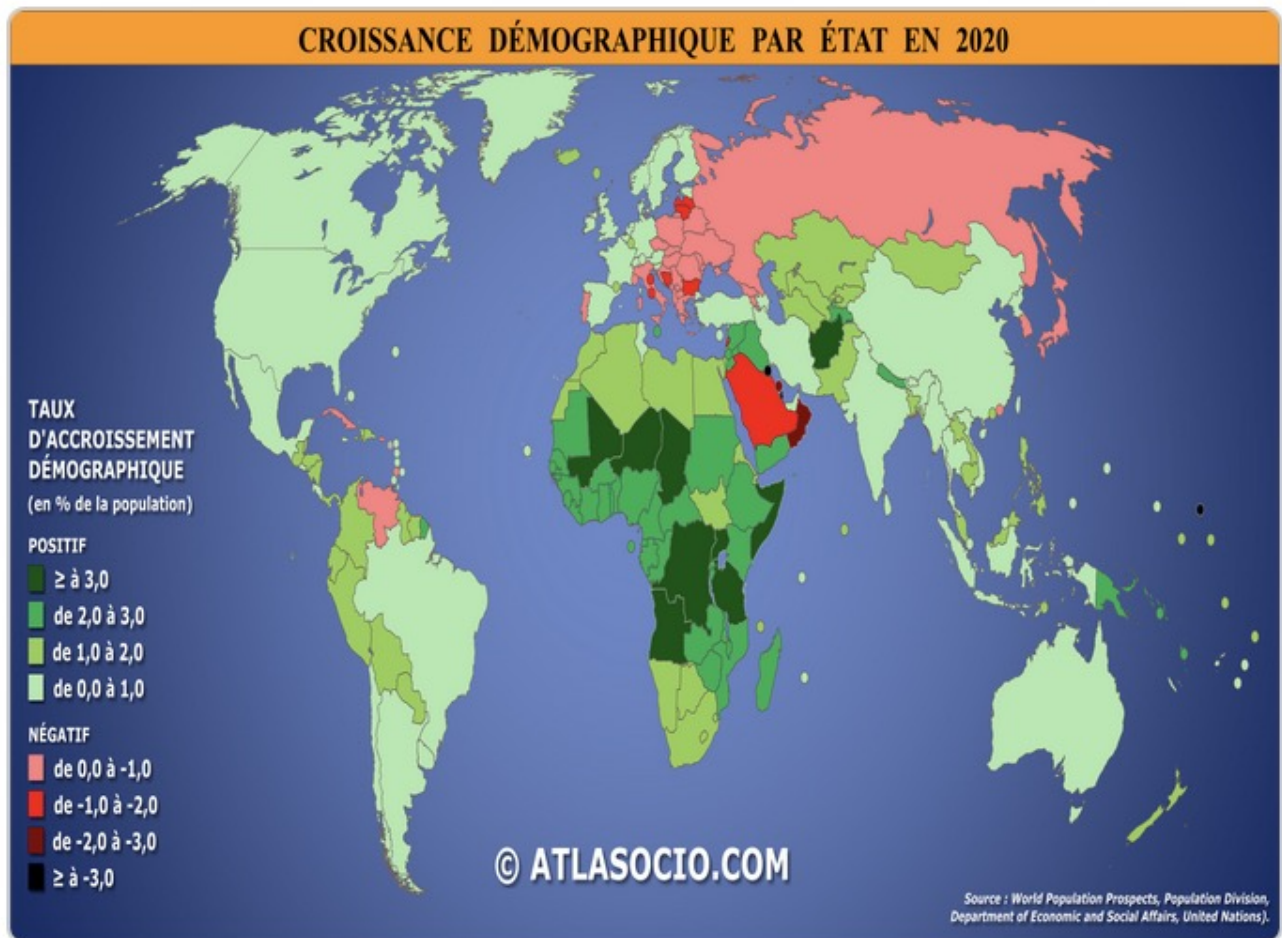 CROISSANCE DÉMOGRAPHIQUE PAR ÉTAT EN 2020
TAUX
D'ACCROISSEMENT
DÉMOGRAPHIQUE
(en % de la population)
POSITIF
≥ à 3,0
de 2,0 à 3,0
de 1,0 à 2,0
de 0,0 à 1,0
NÉGATIF
de 0,0 à -1,0
de -1,0 à -2,0
de -2,0 à -3,0
≥ à -3,0
© ATLASOCIO.COM
Source : World Population Prospects, Population Division,
Department of Economic and Social Affairs, United Nations).